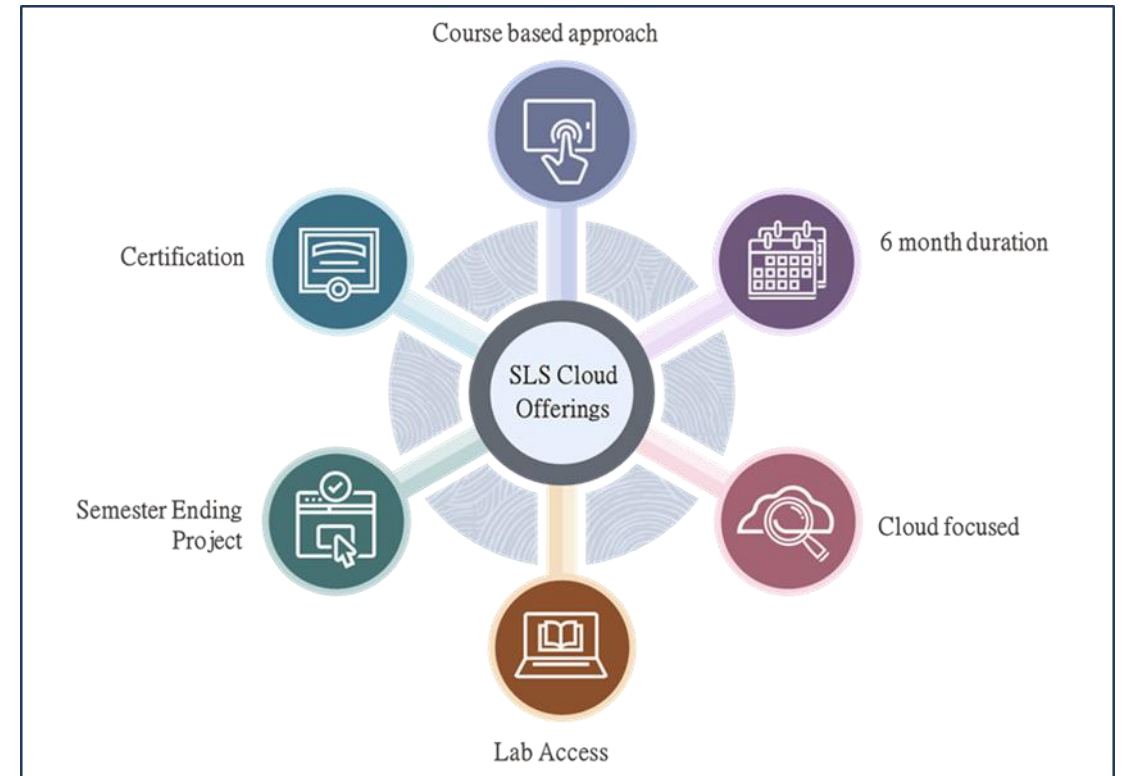 Course based approach
6 month duration
Certification
SLS Cloud
Offerings
Semester Ending
Project
Cloud focused
Lab Access